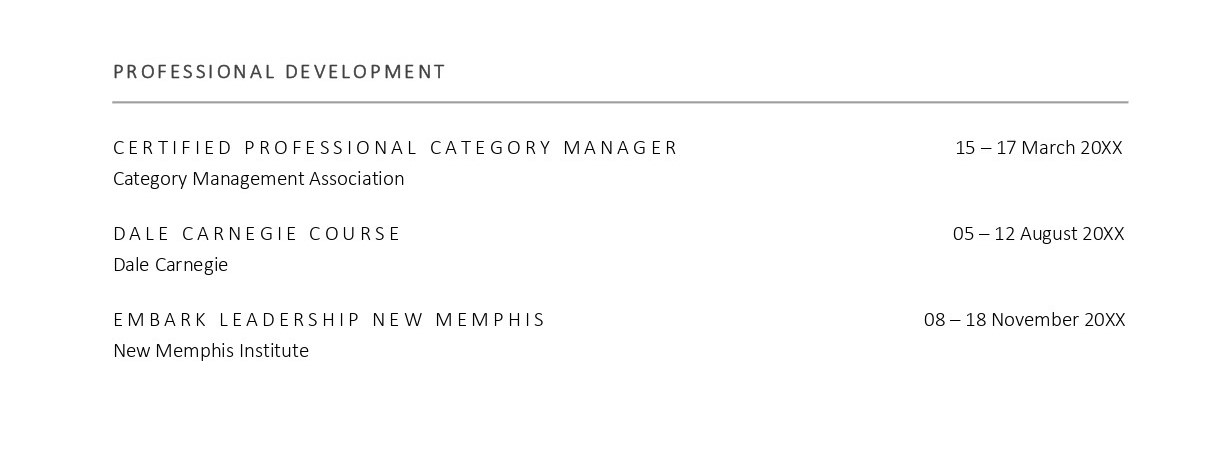 PROFESSIONAL DEVELOPMENT
CERTIFIED PROFESSIONAL CATEGORY MANAGER 15 – 17 March 20XX
Category Management Association
DALE CARNEGIE COURSE 05 – 12 August 20XX
Dale Carnegie
EMBARK LEADERSHIP NEW MEMPHIS 08 – 18 November 20XX
New Memphis Institute